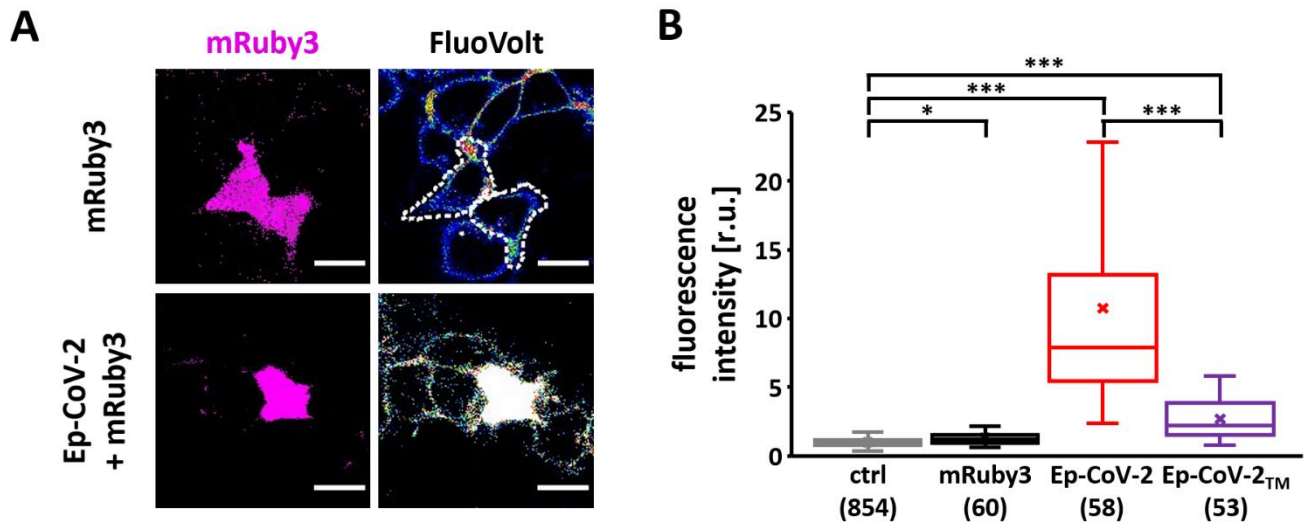 A
mRuby3 FluoVolt
mRuby3
Ep-CoV-2
+ mRuby3
B
fluorescence
intensity [r.u.]
25
20
15
10
5
0
***
***
***
*
ctrl mRuby3 Ep-CoV-2 Ep-CoV-2TM
(854) (60) (58) (53)